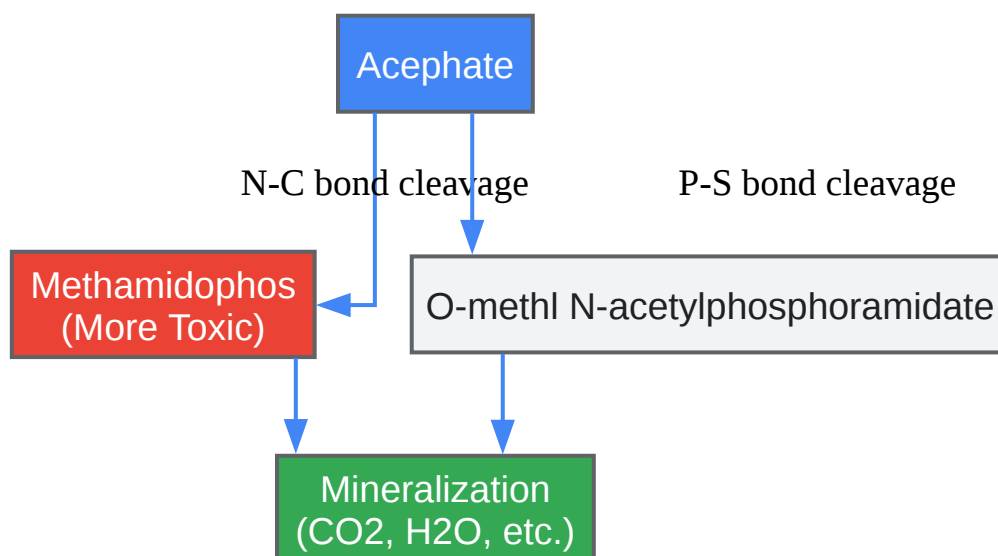 Acephate
N-C bond cleavage
P-S bond cleavage
Methamidophos
(More Toxic)
O-methl N-acetylphosphoramidate
Mineralization
(CO2, H2O, etc.)